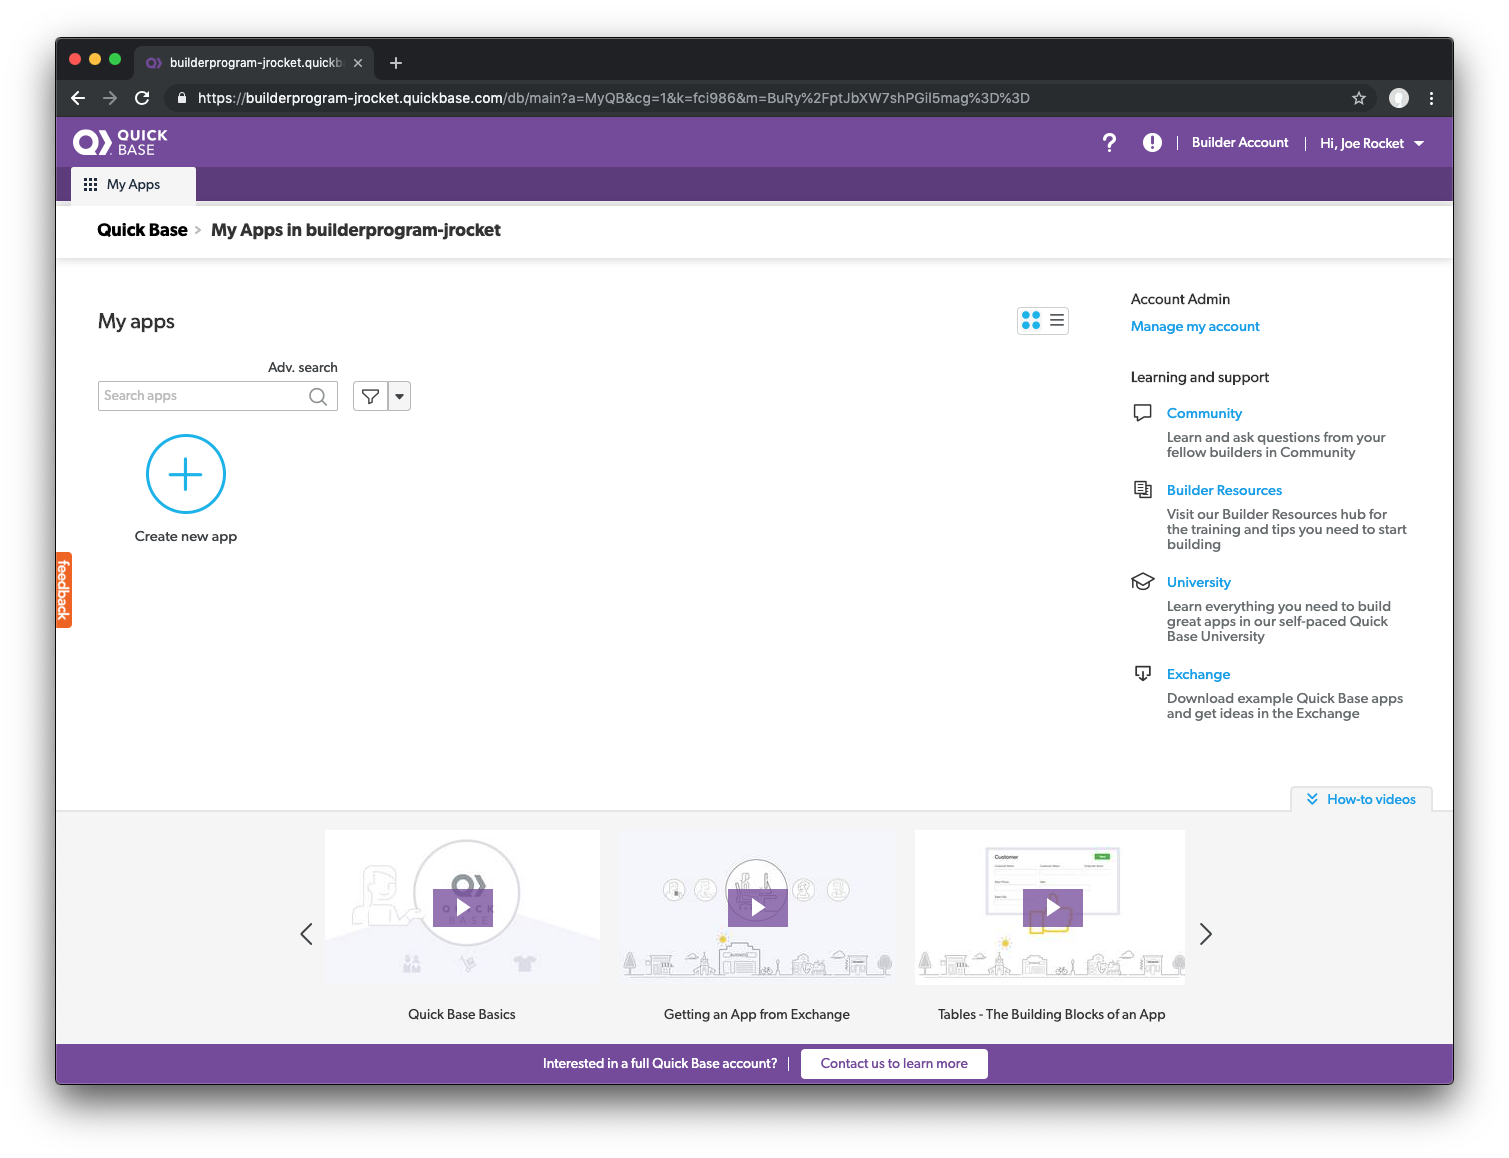 builderprogram-jrocket.quickb
https://builderprogram-jrocket.quickbase.com/db/main?a=MyQB&cg=1&k=fci986&m=BuRy%2FptJbXW7shPGiI5mag%3D%3D
QUICK
BASE
Builder Account
Hi, Joe Rocket
My Apps
Quick Base > My Apps in builderprogram-jrocket
My apps
Adv. search
Search apps
Create new app
feedback
Account Admin
Manage my account
Learning and support
Community
Learn and ask questions from your
fellow builders in Community
Builder Resources
Visit our Builder Resources hub for
the training and tips you need to start
building
University
Learn everything you need to build
great apps in our self-paced Quick
Base University
Exchange
Download example Quick Base apps
and get ideas in the Exchange
How-to videos
Customer
Quick Base Basics
Getting an App from Exchange
Tables - The Building Blocks of an App
Interested in a full Quick Base account?
Contact us to learn more